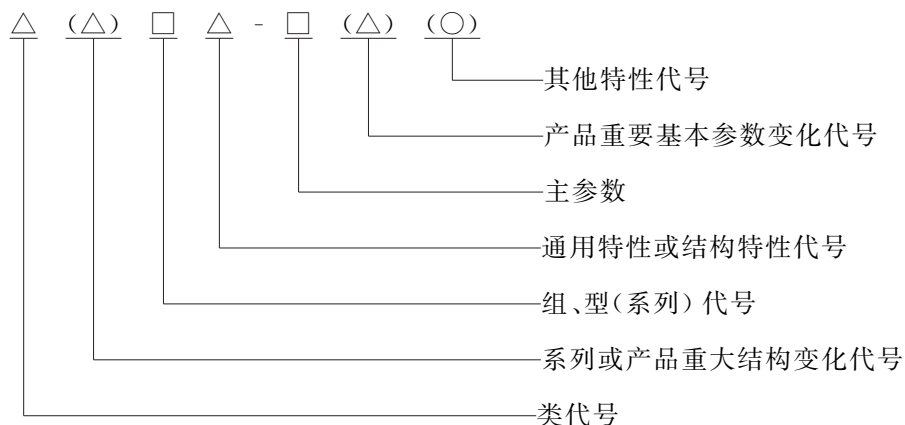 △ (△) □ △ - □ (△) (○)
其他特性代号
产品重要基本参数变化代号
主参数
通用特性或结构特性代号
组、型(系列)代号
系列或产品重大结构变化代号
类代号